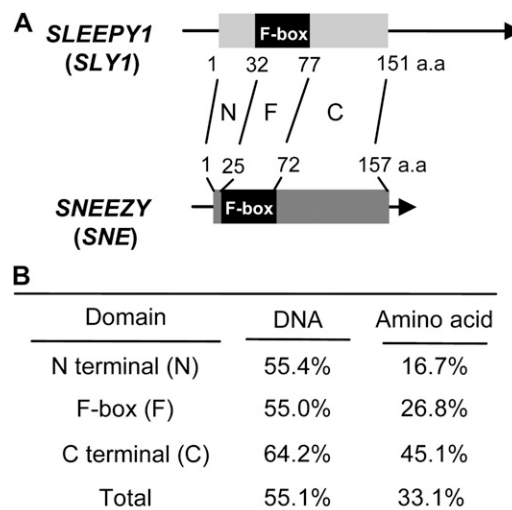 A
SLEEPY1 F-box
(SLY1) 1 32 77 151 a.a
N F C
1 25 72 157 a.a
SNEEZY F-box
(SNE)
B
Domain DNA Amino acid
N terminal (N) 55.4% 16.7%
F-box (F) 55.0% 26.8%
C terminal (C) 64.2% 45.1%
Total 55.1% 33.1%